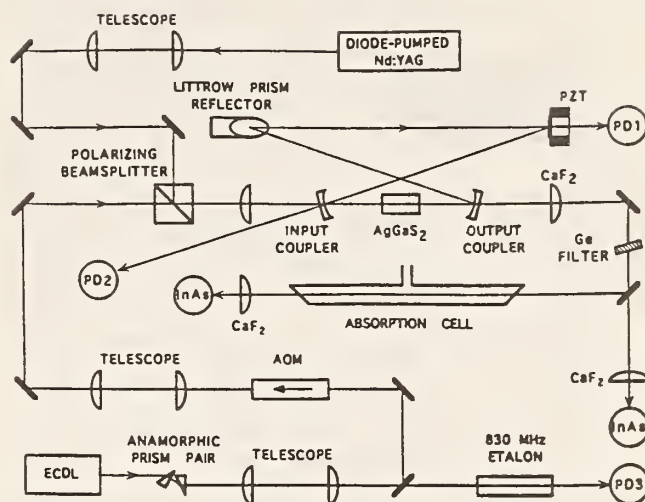 TELESCOPE
DIODE-PUMPED
Nd:YAG
LITTROW PRISM
REFLECTOR
PZT
PD1
POLARIZING
BEAMSPLITTER
CaF2
INPUT
COUPLER
AgGaS2
OUTPUT
COUPLER
Ge
FILTER
PD2
InAs
CaF2
ABSORPTION CELL
TELESCOPE
AOM
CaF2
InAs
ANAMORPHIC
PRISM PAIR
TELESCOPE
830 MHz
ETALON
ECDL
PD3